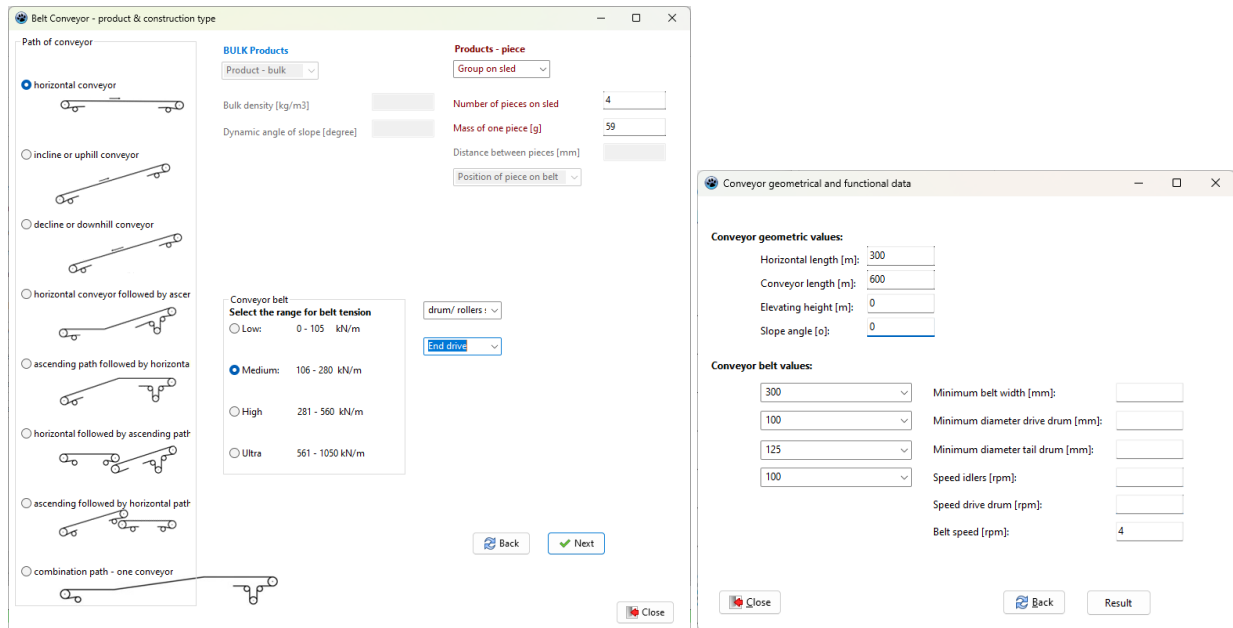 Belt Conveyor - product & construction type
Path of conveyor
horizontal conveyor
incline or uphill conveyor
decline or downhill conveyor
horizontal conveyor followed by ascer
ascending path followed by horizonta
horizontal followed by ascending path
ascending followed by horizontal path
combination path - one conveyor
BULK Products
Product - bulk
Bulk density [kg/m3]
Dynamic angle of slope [degree]
Products - piece
Group on sled
Number of pieces on sled 4
Mass of one piece [g] 59
Distance between pieces [mm]
Position of piece on belt
Conveyor belt
Select the range for belt tension
Low: 0 - 105 kN/m
Medium: 106 - 280 kN/m
High 281 - 560 kN/m
Ultra 561 - 1050 kN/m
drum/ rollers :
End drive
Back Next
Close
Conveyor geometrical and functional data
Conveyor geometric values:
Horizontal length [m]: 300
Conveyor length [m]: 600
Elevating height [m]: 0
Slope angle [o]: 0
Conveyor belt values:
300 Minimum belt width [mm]:
100 Minimum diameter drive drum [mm]:
125 Minimum diameter tail drum [mm]:
100 Speed idlers [rpm]:
Speed drive drum [rpm]:
Belt speed [rpm]: 4
Close Back Result